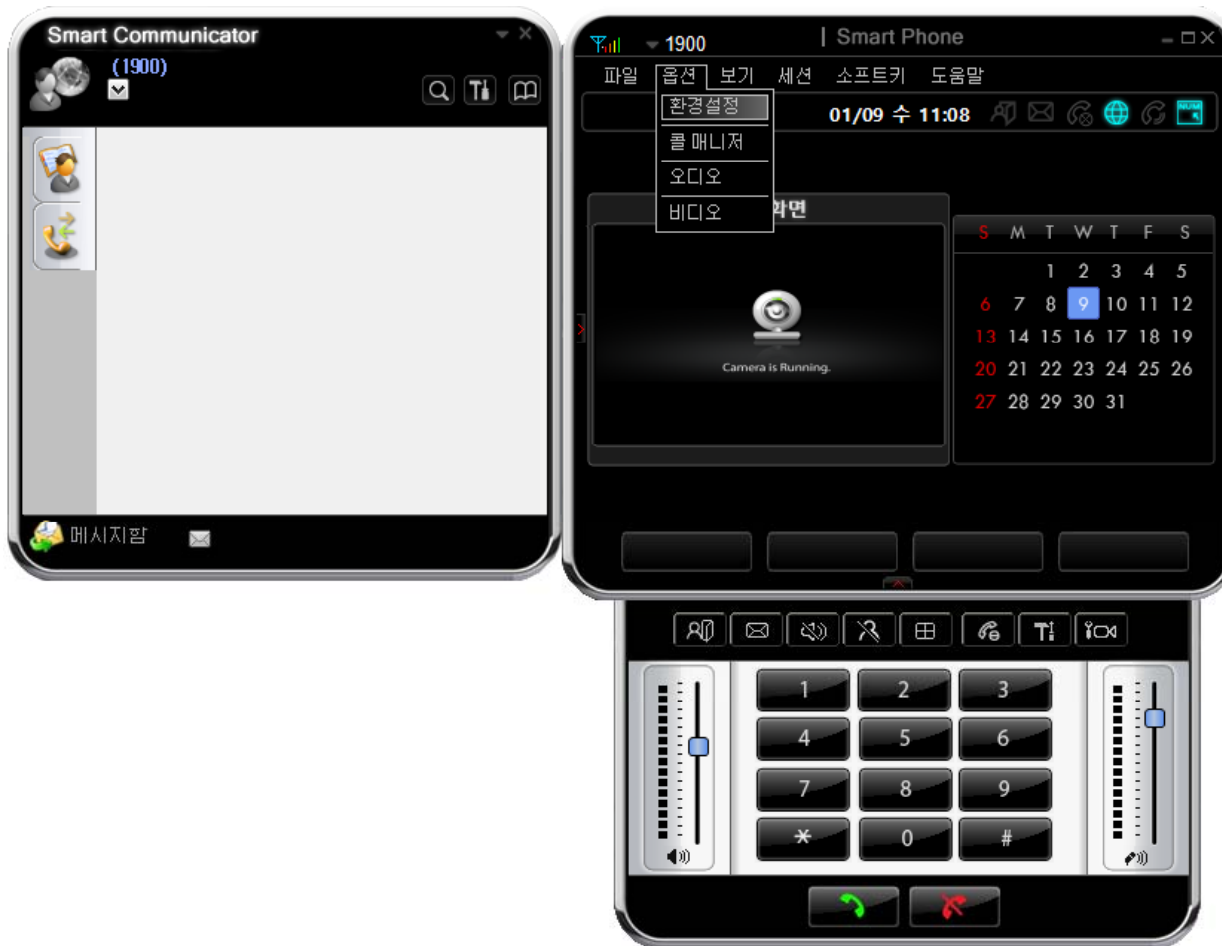 Smart Communicator
(1900)
메시지함
1900
Smart Phone
파일 옵션 보기 세션 소프트키 도움말
환경설정
콜 매니저
오디오
비디오
01/09 수 11:08
NUM
화면
Camera is Running.
S M T W T F S
1 2 3 4 5
6 7 8 9 10 11 12
13 14 15 16 17 18 19
20 21 22 23 24 25 26
27 28 29 30 31
1 2 3
4 5 6
7 8 9
* 0 #